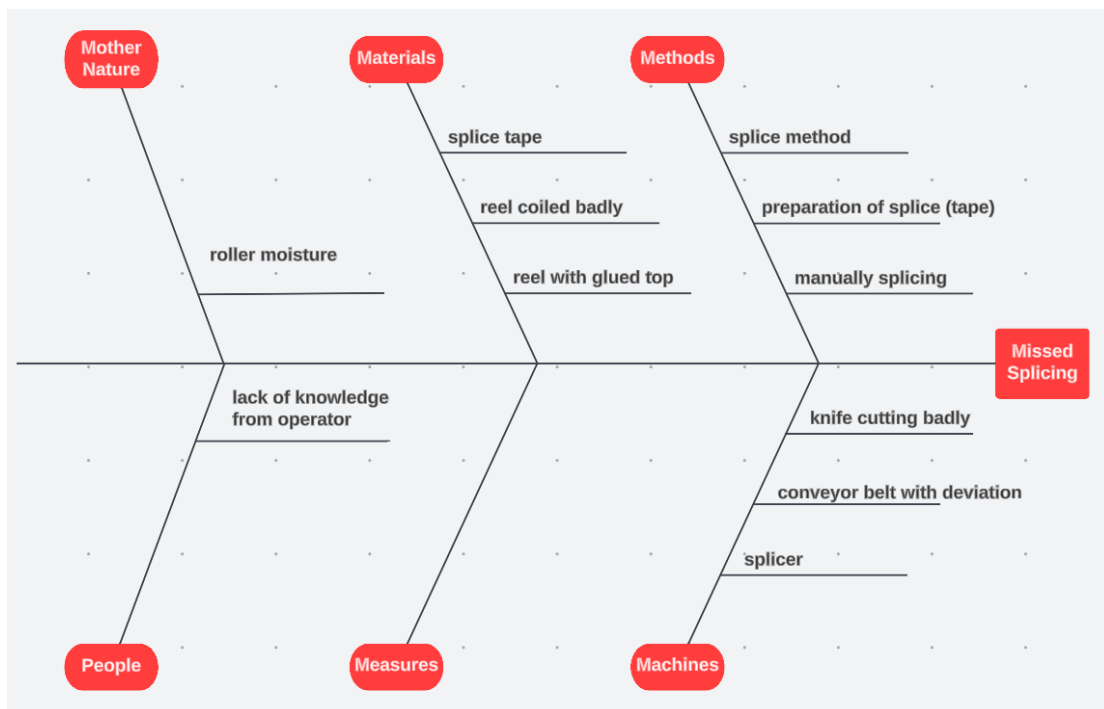 Mother
Nature
Materials
Methods
splice tape
splice method
reel coiled badly
preparation of splice (tape)
roller moisture
reel with glued top
manually splicing
Missed
Splicing
lack of knowledge
from operator
knife cutting badly
conveyor belt with deviation
splicer
People
Measures
Machines